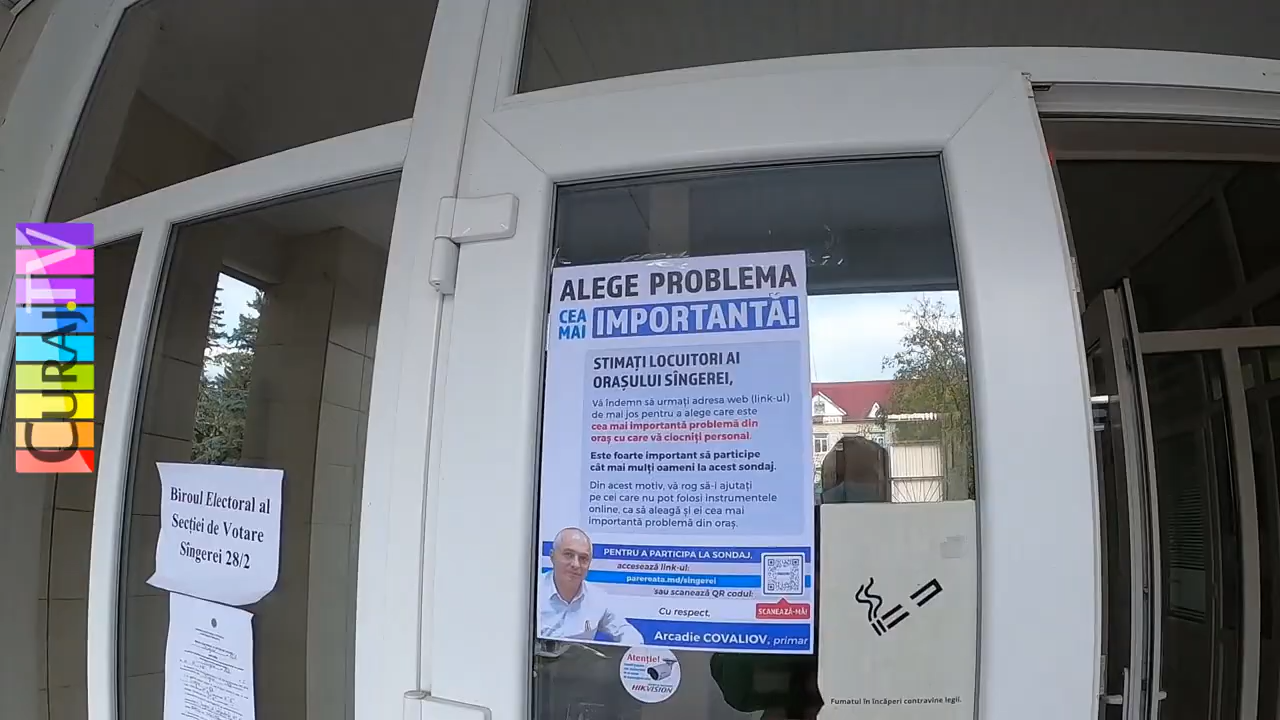 CURAJ.TV
Biroul Electoral al
Secției de Votare
Sîngerei 28/2
ALEGE PROBLEMA
CEA
MAI
IMPORTANTĂ!
STIMAȚI LOCUITORI AI
ORAȘULUI SÎNGEREI,
Vă îndemn să urmați adresa web (link-ul)
de mai jos pentru a alege care este
cea mai importantă problemă din
oraș cu care vă ciocniți personal.
Este foarte important să participe
cât mai mulți oameni la acest sondaj.
Din acest motiv, vă rog să-i ajutați
pe cei care nu pot folosi instrumentele
online, ca să aleagă și ei cea mai
importantă problemă din oraș.
PENTRU A PARTICIPA LA SONDAJ,
accesează link-ul:
parereata.md/singerei
sau scanează QR codul:
SCANEAZĂ-MĂ!
Cu respect,
Arcadie COVALIOV, primar
Atenție!
HIKVISION
Fumatul în încăperi contravine legii.